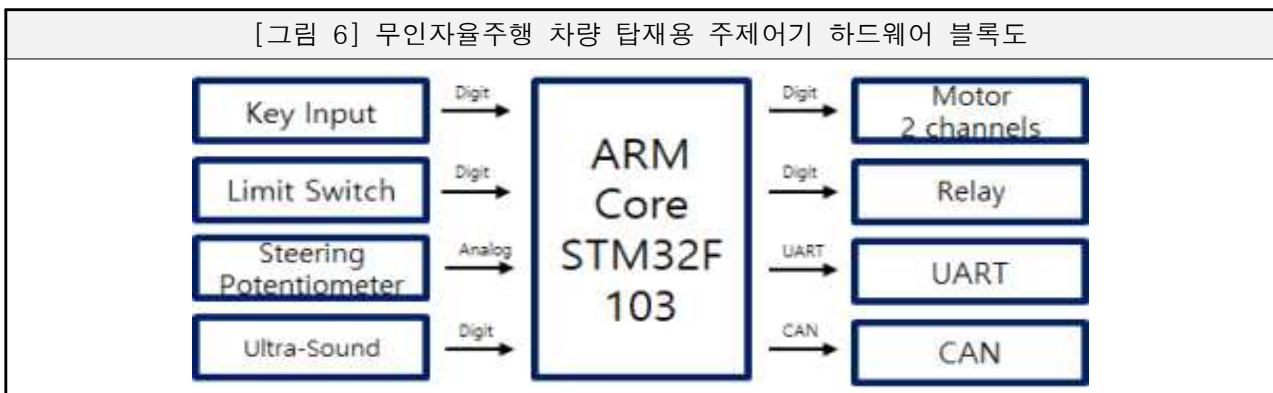 [그림 6] 무인자율주행 차량 탑재용 주제어기 하드웨어 블록도
Key Input
Digit
Limit Switch
Digit
Steering
Potentiometer
Analog
Ultra-Sound
Digit
ARM
Core
STM32F
103
Digit
Motor
2 channels
Digit
Relay
UART
UART
CAN
CAN